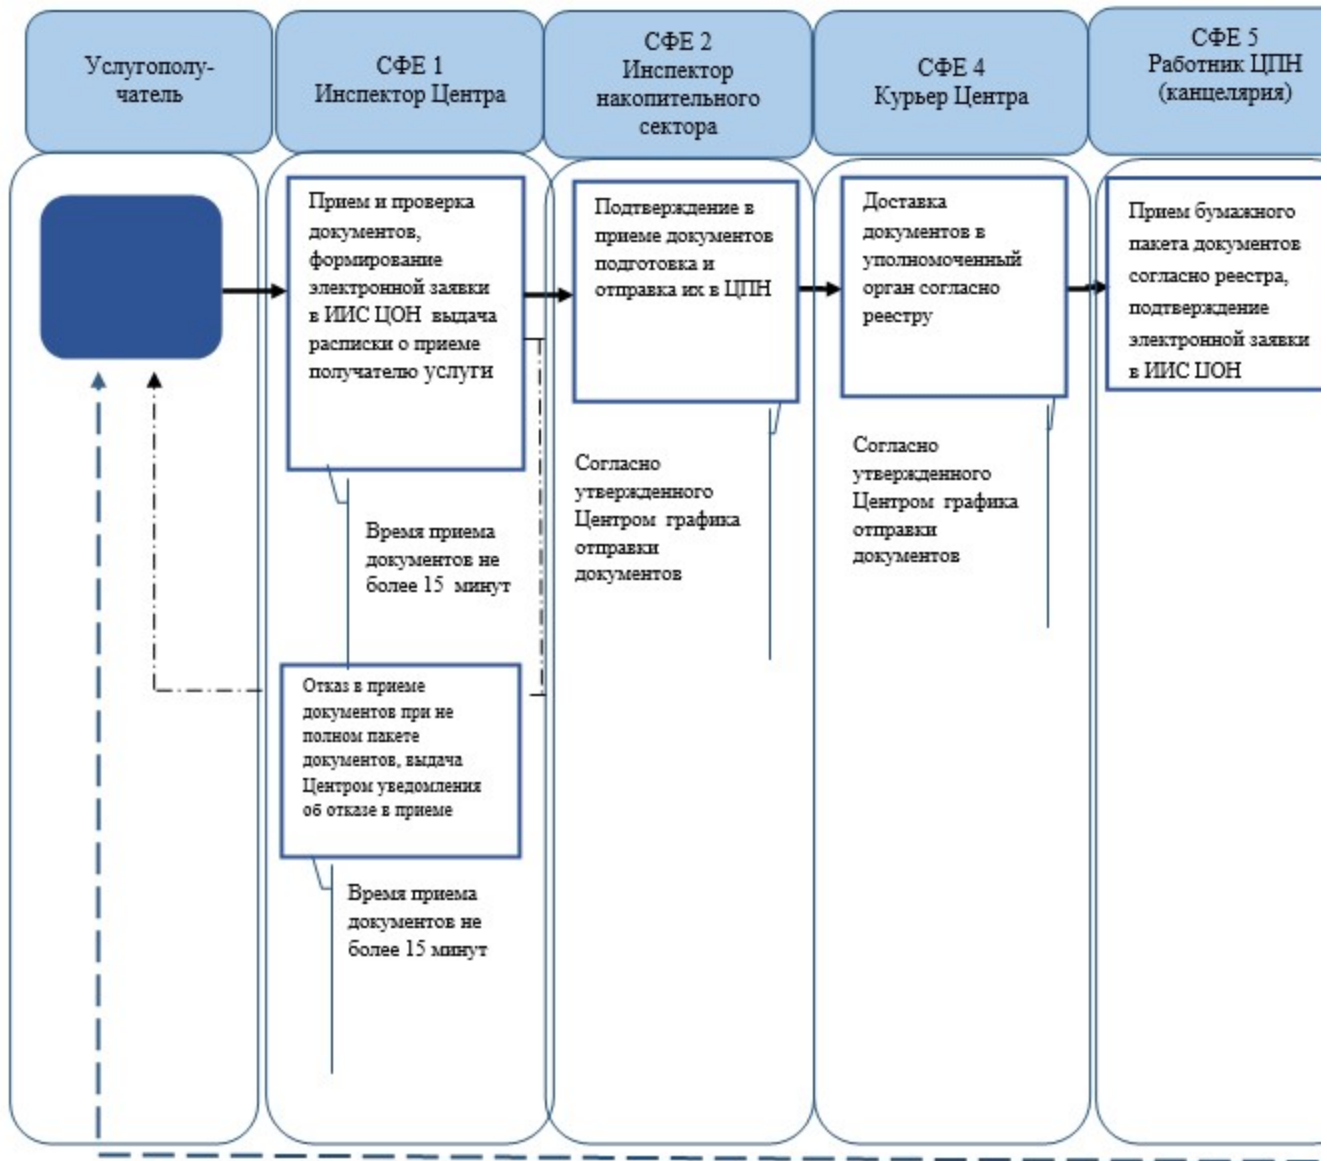 Услугополу-
чатель
СФЕ 1
Инспектор Центра
СФЕ 2
Инспектор
накопительного
сектора
СФЕ 4
Курьер Центра
СФЕ 5
Работник ЦПН
(канцелярия)
Прием и проверка
документов,
формирование
электронной заявки
в ИИС ЦОН выдача
расписки о приеме
получателю услуги
Время приема
документов не
более 15 минут
Отказ в приеме
документов при не
полном пакете
документов, выдача
Центром уведомления
об отказе в приеме
Время приема
документов не
более 15 минут
Подтверждение в
приеме документов
подготовка и
отправка их в ЦПН
Согласно
утвержденного
Центром графика
отправки
документов
Доставка
документов в
уполномоченный
орган согласно
реестру
Согласно
утвержденного
Центром графика
отправки
документов
Прием бумажного
пакета документов
согласно реестра,
подтверждение
электронной заявки
в ИИС ЦОН